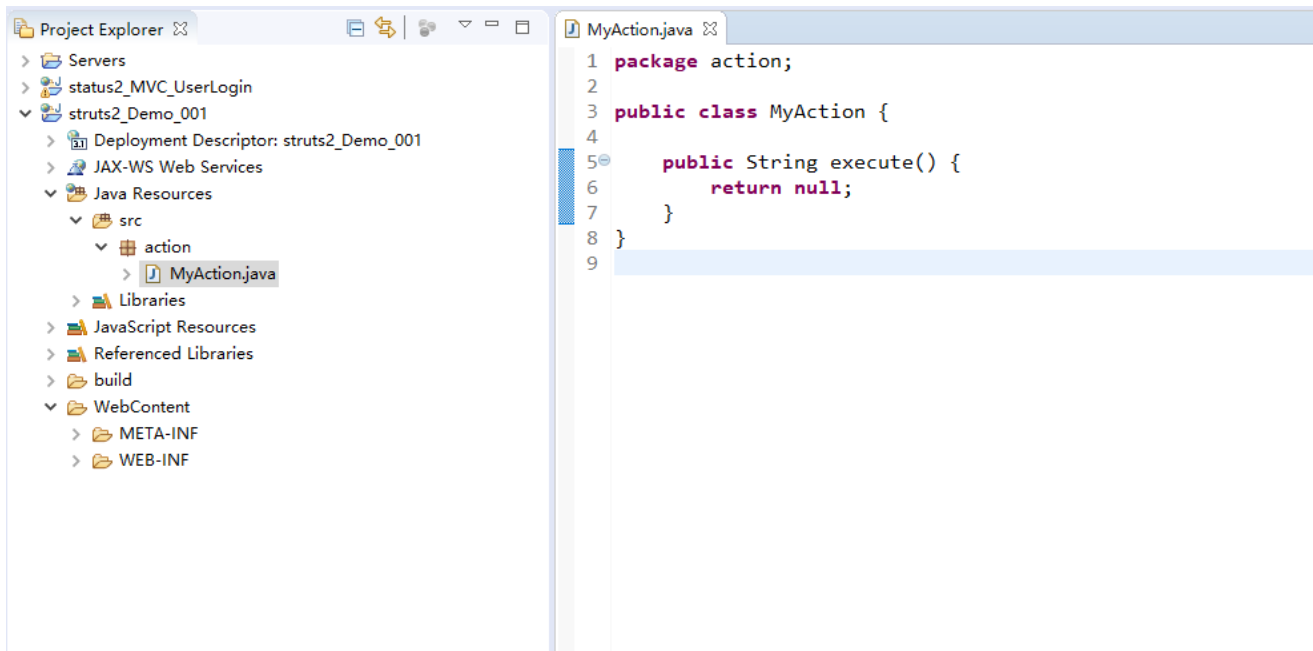 Project Explorer
Servers
status2_MVC_UserLogin
struts2_Demo_001
Deployment Descriptor: struts2_Demo_001
JAX-WS Web Services
Java Resources
src
action
MyAction.java
Libraries
JavaScript Resources
Referenced Libraries
build
WebContent
META-INF
WEB-INF
MyAction.java
1 package action;
2
3 public class MyAction {
4
5 public String execute() {
6 return null;
7 }
8 }
9